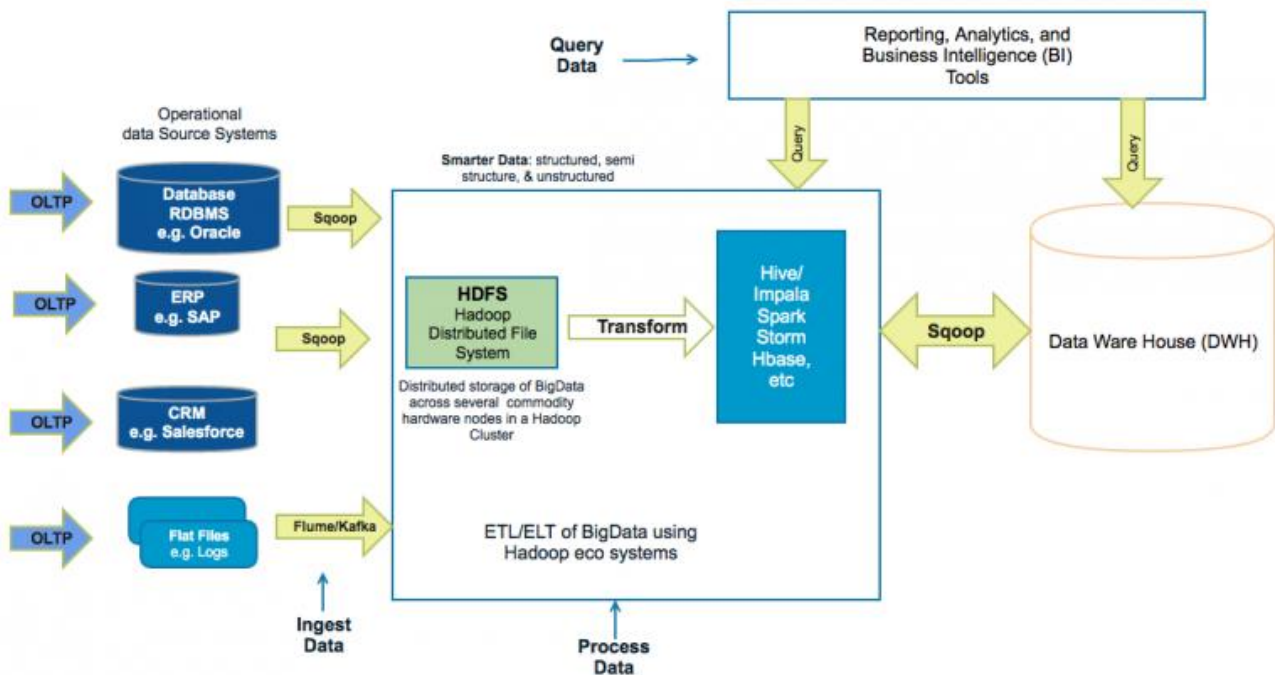 Query
Data
Reporting, Analytics, and
Business Intelligence (BI)
Tools
Query
Query
Operational
data Source Systems
Smarter Data: structured, semi
structure, & unstructured
OLTP
Database
RDBMS
e.g. Oracle
Sqoop
OLTP
ERP
e.g. SAP
Sqoop
OLTP
CRM
e.g. Salesforce
OLTP
Flat Files
e.g. Logs
Flume/Kafka
HDFS
Hadoop
Distributed File
System
Distributed storage of BigData
across several commodity
hardware nodes in a Hadoop
Cluster
Transform
Hive/
Impala
Spark
Storm
Hbase,
etc
Sqoop
Data Ware House (DWH)
ETL/ELT of BigData using
Hadoop eco systems
Ingest
Data
Process
Data